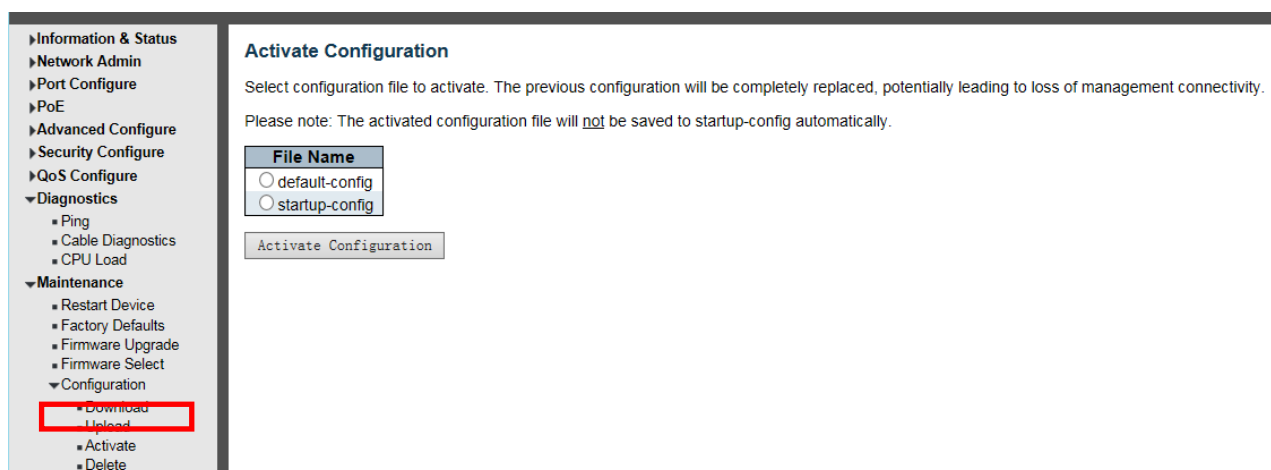 Information & Status
Network Admin
Port Configure
PoE
Advanced Configure
Security Configure
QoS Configure
Diagnostics
Ping
Cable Diagnostics
CPU Load
Maintenance
Restart Device
Factory Defaults
Firmware Upgrade
Firmware Select
Configuration
Download
Upload
Activate
Delete
Activate Configuration
Select configuration file to activate. The previous configuration will be completely replaced, potentially leading to loss of management connectivity.
Please note: The activated configuration file will not be saved to startup-config automatically.
File Name
default-config
startup-config
Activate Configuration